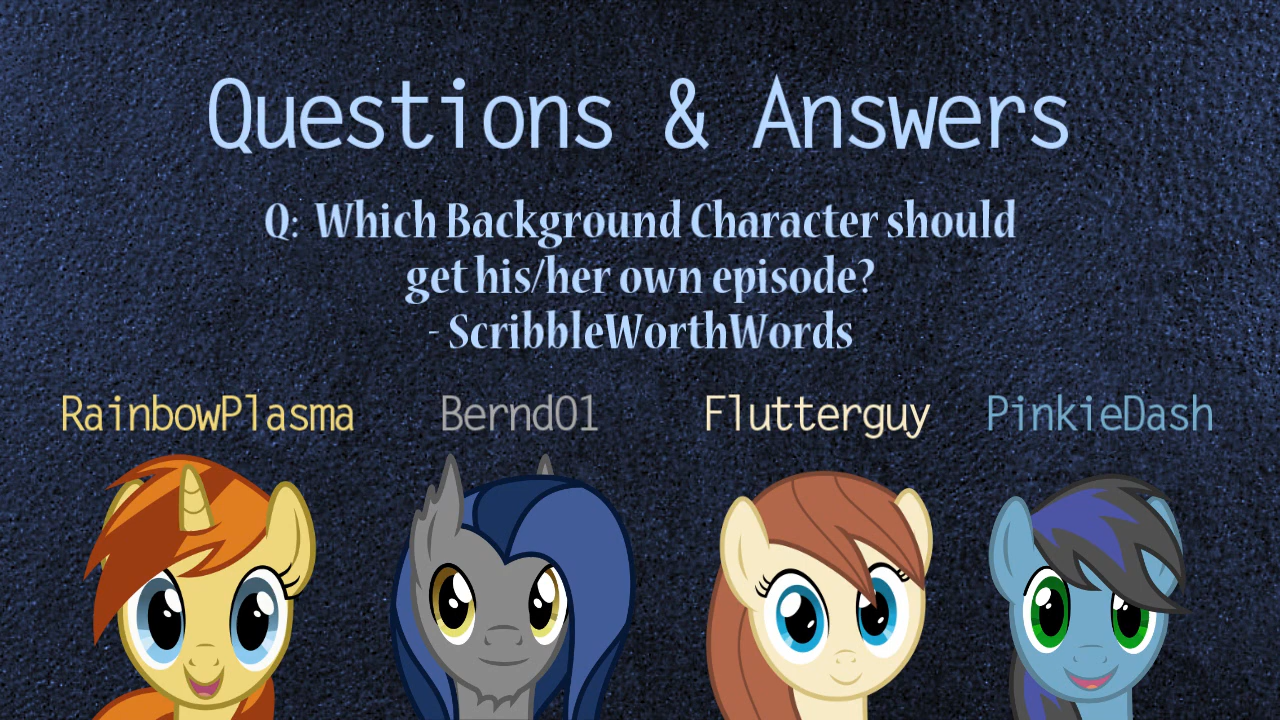 Questions & Answers
Q: Which Background Character should
get his/her own episode?
- ScribbleWorthWords
RainbowPlasma Bernd01 Flutterguy PinkieDash